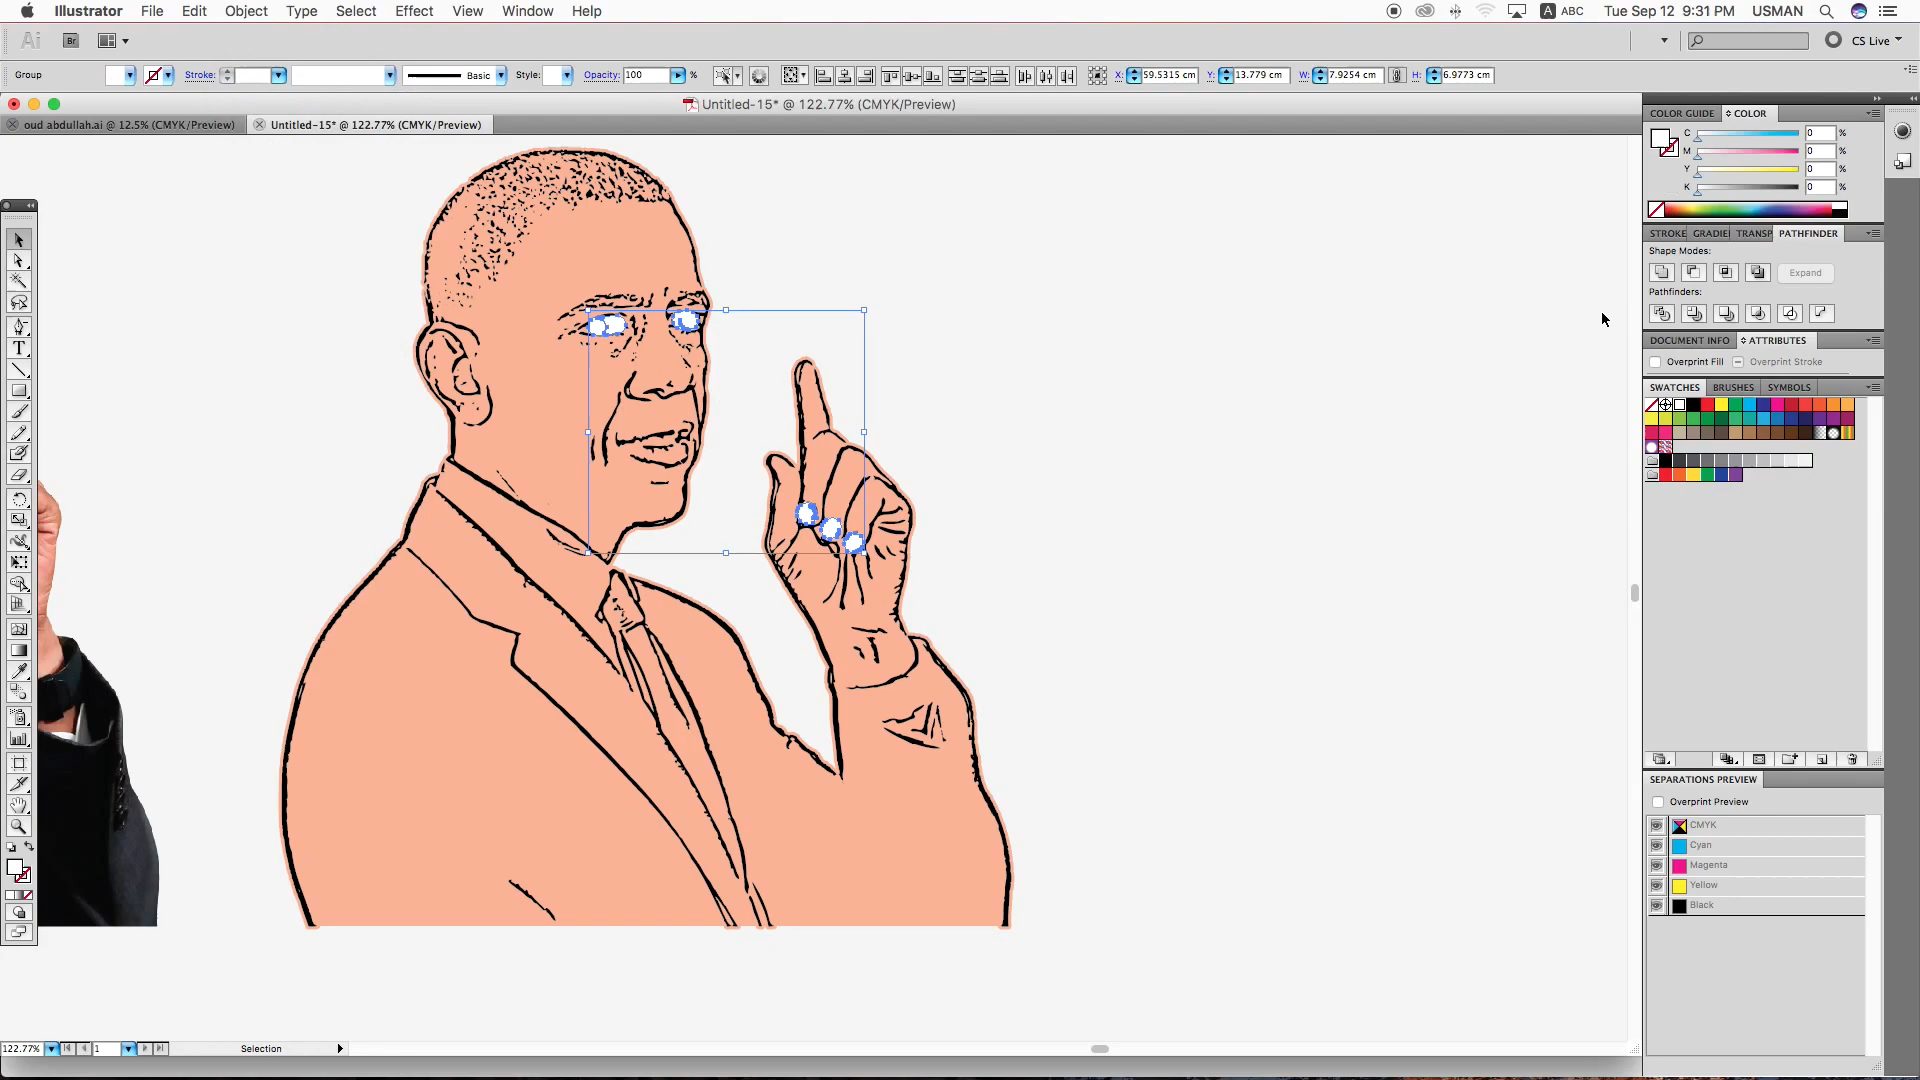 Illustrator File Edit Object Type Select Effect View Window Help ABC Tue Sep 12 9:31 PM USMAN
Ai Br CS Live
Group Stroke: Basic Style: Opacity: 100 % X: 59.5315 cm Y: 13.779 cm W: 7.9254 cm H: 6.9773 cm
Untitled-15* @ 122.77% (CMYK/Preview)
oud abdullah.ai @ 12.5% (CMYK/Preview) Untitled-15* @ 122.77% (CMYK/Preview)
COLOR GUIDE COLOR
C 0 %
M 0 %
Y 0 %
K 0 %
STROKE GRADIE TRANSP PATHFINDER
Shape Modes:
Expand
Pathfinders:
DOCUMENT INFO ATTRIBUTES
Overprint Fill Overprint Stroke
SWATCHES BRUSHES SYMBOLS
SEPARATIONS PREVIEW
Overprint Preview
CMYK
Cyan
Magenta
Yellow
Black
122.77% 1 Selection